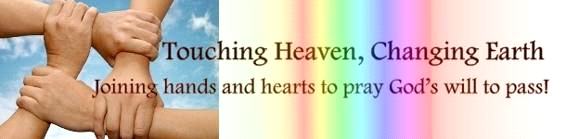 Touching Heaven, Changing Earth
Joining hands and hearts to pray God's will to pass!